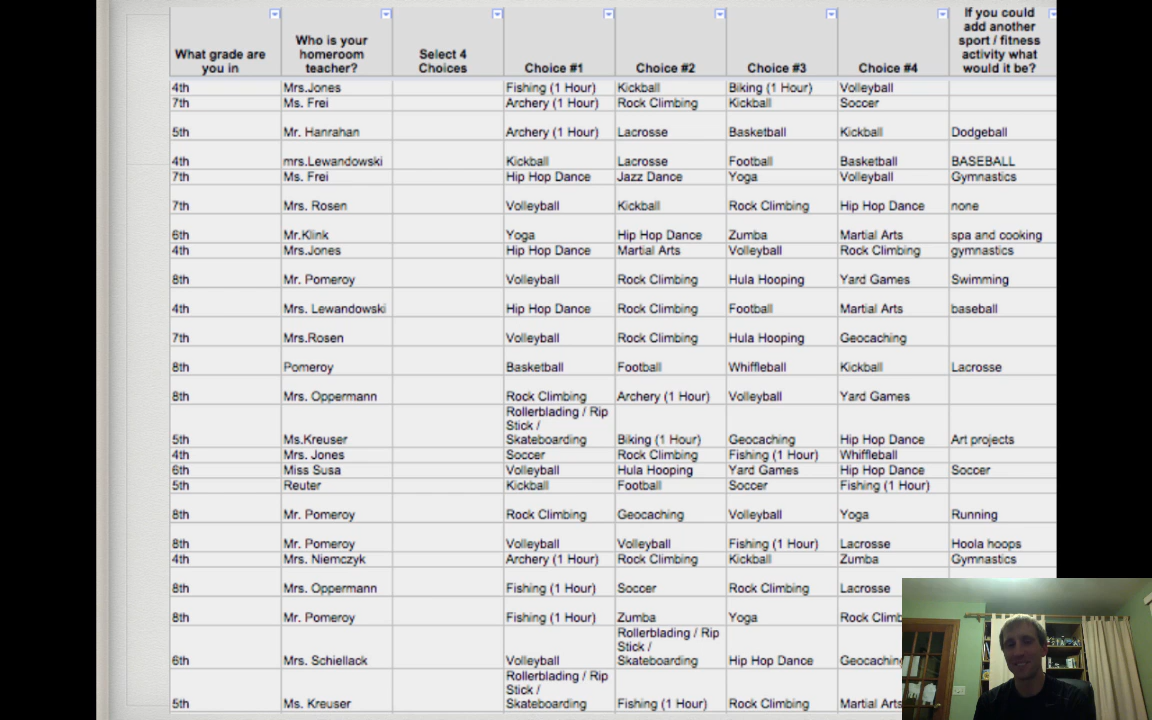 What grade are you in | Who is your homeroom teacher? | Select 4 Choices | Choice #1 | Choice #2 | Choice #3 | Choice #4 | If you could add another sport / fitness activity what would it be?
4th | Mrs.Jones | | Fishing (1 Hour) | Kickball | Biking (1 Hour) | Volleyball |
7th | Ms. Frei | | Archery (1 Hour) | Rock Climbing | Kickball | Soccer |
5th | Mr. Hanrahan | | Archery (1 Hour) | Lacrosse | Basketball | Kickball | Dodgeball
4th | mrs.Lewandowski | | Kickball | Lacrosse | Football | Basketball | BASEBALL
7th | Ms. Frei | | Hip Hop Dance | Jazz Dance | Yoga | Volleyball | Gymnastics
7th | Mrs. Rosen | | Volleyball | Kickball | Rock Climbing | Hip Hop Dance | none
6th | Mr.Klink | | Yoga | Hip Hop Dance | Zumba | Martial Arts | spa and cooking
4th | Mrs.Jones | | Hip Hop Dance | Martial Arts | Volleyball | Rock Climbing | gymnastics
8th | Mr. Pomeroy | | Volleyball | Rock Climbing | Hula Hooping | Yard Games | Swimming
4th | Mrs. Lewandowski | | Hip Hop Dance | Rock Climbing | Football | Martial Arts | baseball
7th | Mrs.Rosen | | Volleyball | Rock Climbing | Hula Hooping | Geocaching |
8th | Pomeroy | | Basketball | Football | Whiffleball | Kickball | Lacrosse
8th | Mrs. Oppermann | | Rock Climbing | Archery (1 Hour) | Volleyball | Yard Games |
5th | Ms.Kreuser | | Rollerblading / Rip Stick / Skateboarding | Biking (1 Hour) | Geocaching | Hip Hop Dance | Art projects
4th | Mrs. Jones | | Soccer | Rock Climbing | Fishing (1 Hour) | Whiffleball |
6th | Miss Susa | | Volleyball | Hula Hooping | Yard Games | Hip Hop Dance | Soccer
5th | Reuter | | Kickball | Football | Soccer | Fishing (1 Hour) |
8th | Mr. Pomeroy | | Rock Climbing | Geocaching | Volleyball | Yoga | Running
8th | Mr. Pomeroy | | Volleyball | Volleyball | Fishing (1 Hour) | Lacrosse | Hoola hoops
4th | Mrs. Niemczyk | | Archery (1 Hour) | Rock Climbing | Kickball | Zumba | Gymnastics
8th | Mrs. Oppermann | | Fishing (1 Hour) | Soccer | Rock Climbing | Lacrosse
8th | Mr. Pomeroy | | Fishing (1 Hour) | Zumba | Yoga | Rock Climb
6th | Mrs. Schiellack | | Volleyball | Rollerblading / Rip Stick / Skateboarding | Hip Hop Dance | Geocaching
5th | Ms. Kreuser | | Rollerblading / Rip Stick / Skateboarding | Fishing (1 Hour) | Rock Climbing | Martial Arts